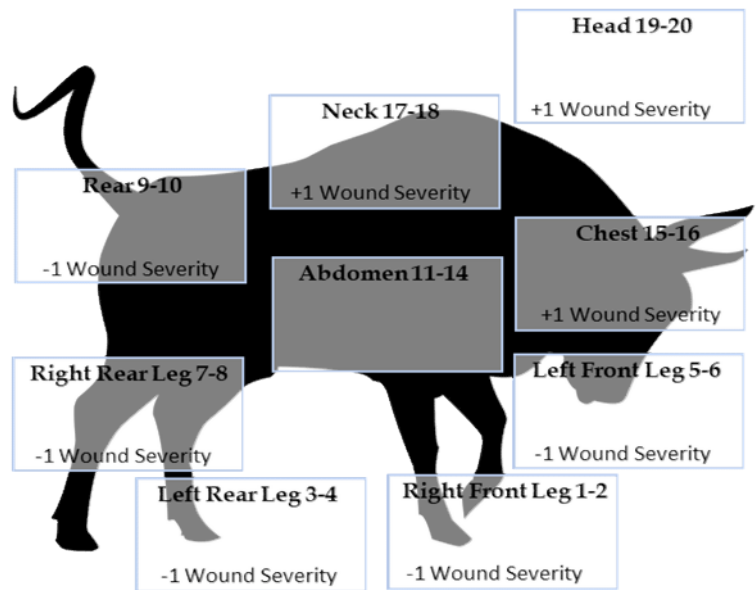 Head 19-20
+1 Wound Severity
Neck 17-18
+1 Wound Severity
Rear 9-10
-1 Wound Severity
Chest 15-16
+1 Wound Severity
Abdomen 11-14
Right Rear Leg 7-8
-1 Wound Severity
Left Front Leg 5-6
-1 Wound Severity
Left Rear Leg 3-4
-1 Wound Severity
Right Front Leg 1-2
-1 Wound Severity